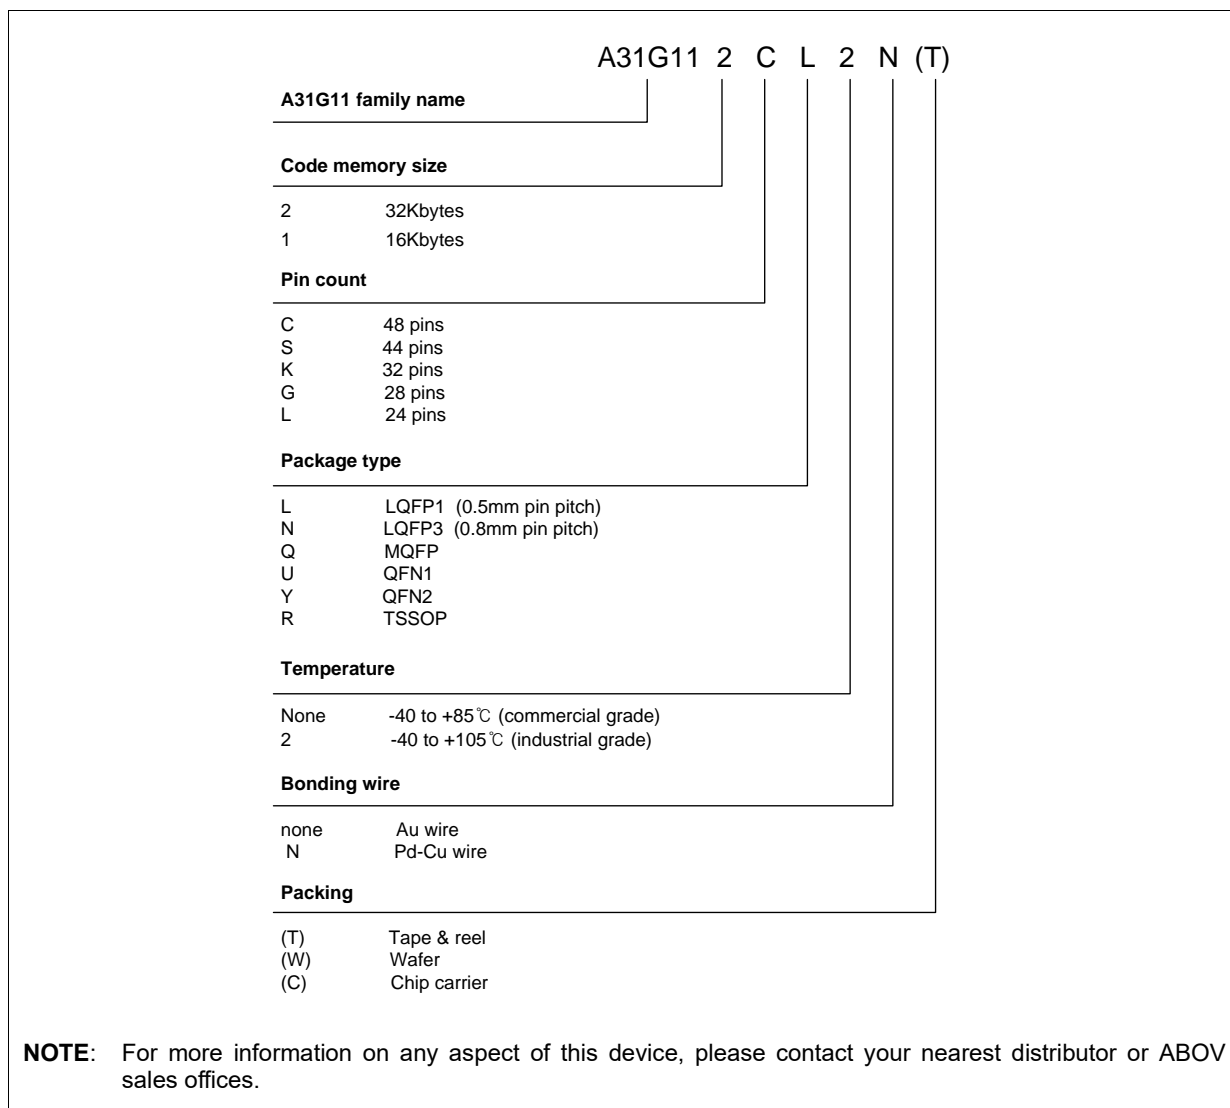 A31G11 2 C L 2 N (T)
A31G11 family name
Code memory size
2 32Kbytes
1 16Kbytes
Pin count
C 48 pins
S 44 pins
K 32 pins
G 28 pins
L 24 pins
Package type
L LQFP1 (0.5mm pin pitch)
N LQFP3 (0.8mm pin pitch)
Q MQFP
U QFN1
Y QFN2
R TSSOP
Temperature
None -40 to +85℃ (commercial grade)
2 -40 to +105℃ (industrial grade)
Bonding wire
none Au wire
N Pd-Cu wire
Packing
(T) Tape & reel
(W) Wafer
(C) Chip carrier
NOTE: For more information on any aspect of this device, please contact your nearest distributor or ABOV
sales offices.